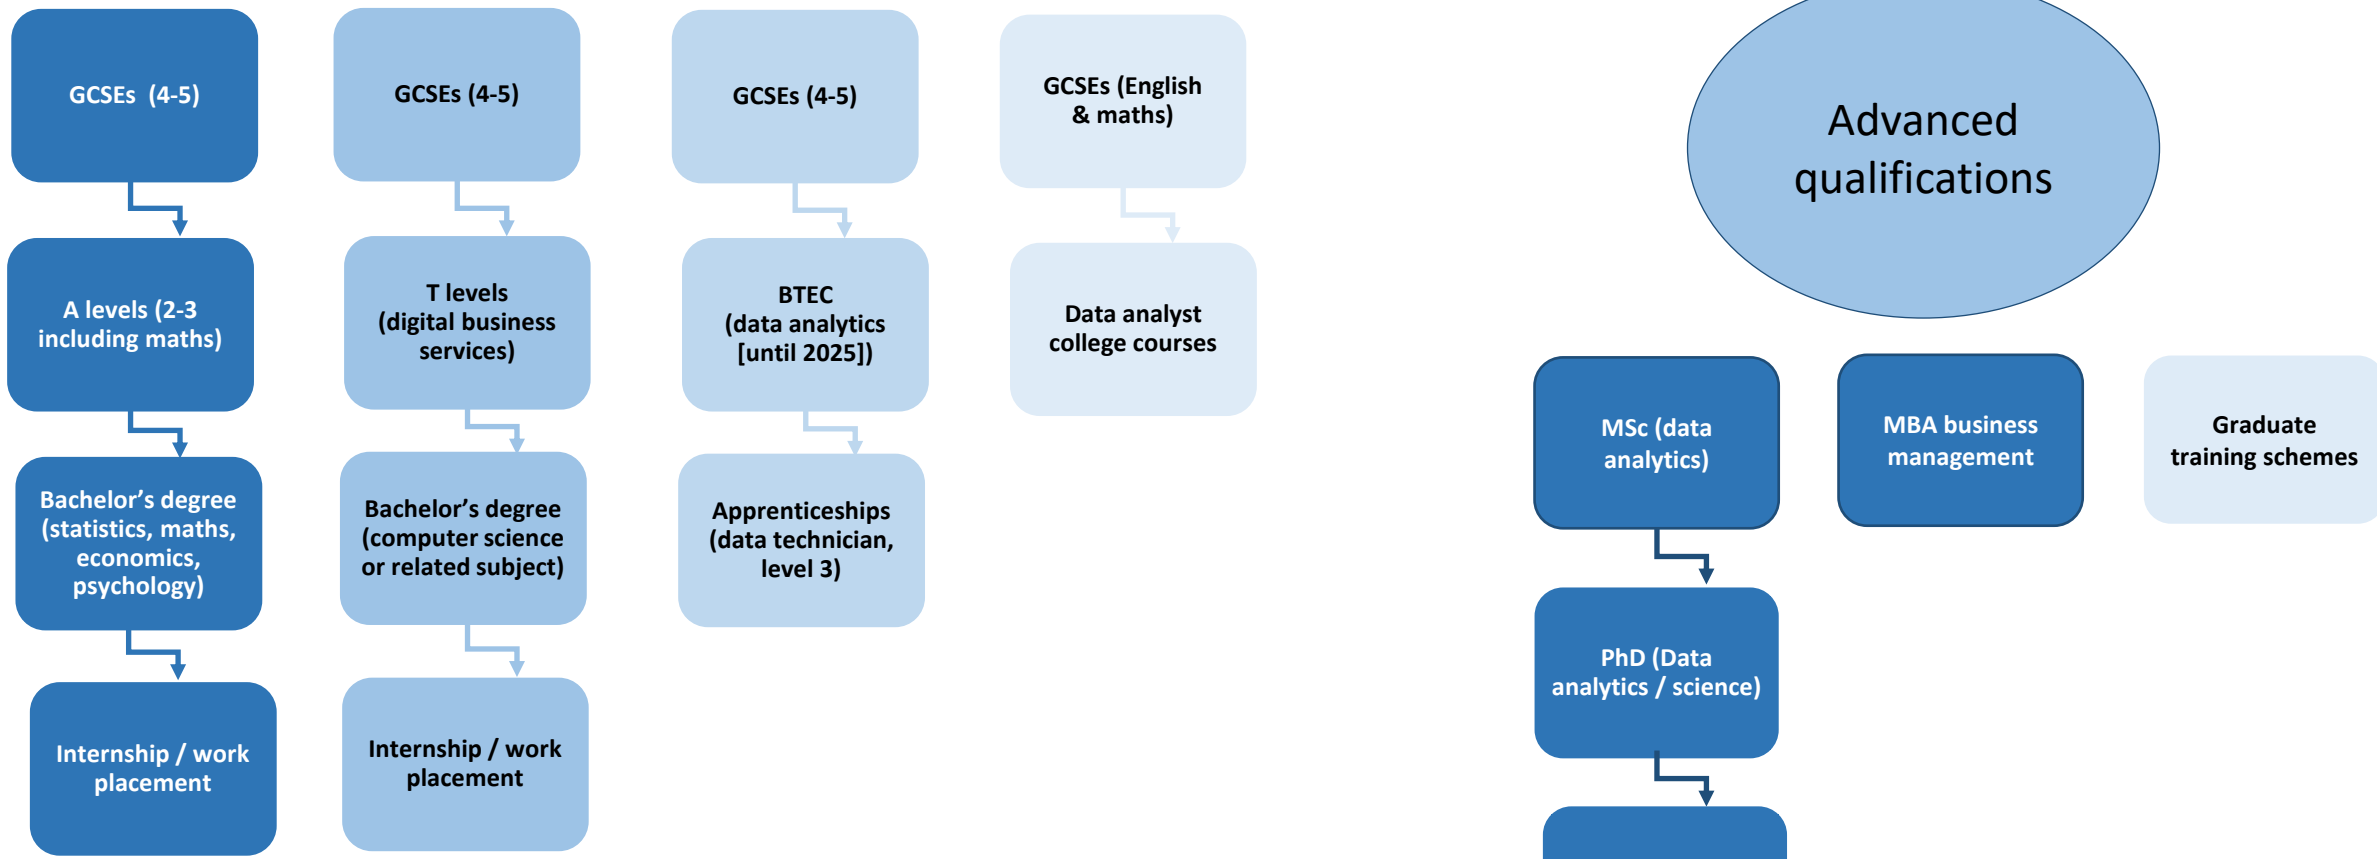 GCSEs (4-5)
A levels (2-3
including maths)
Bachelor’s degree
(statistics, maths,
economics,
psychology)
Internship / work
placement
GCSEs (4-5)
T levels
(digital business
services)
Bachelor’s degree
(computer science
or related subject)
Internship / work
placement
GCSEs (4-5)
BTEC
(data analytics
[until 2025])
Apprenticeships
(data technician,
level 3)
GCSEs (English
& maths)
Data analyst
college courses
Advanced
qualifications
MSc (data
analytics)
PhD (Data
analytics / science)
MBA business
management
Graduate
training schemes